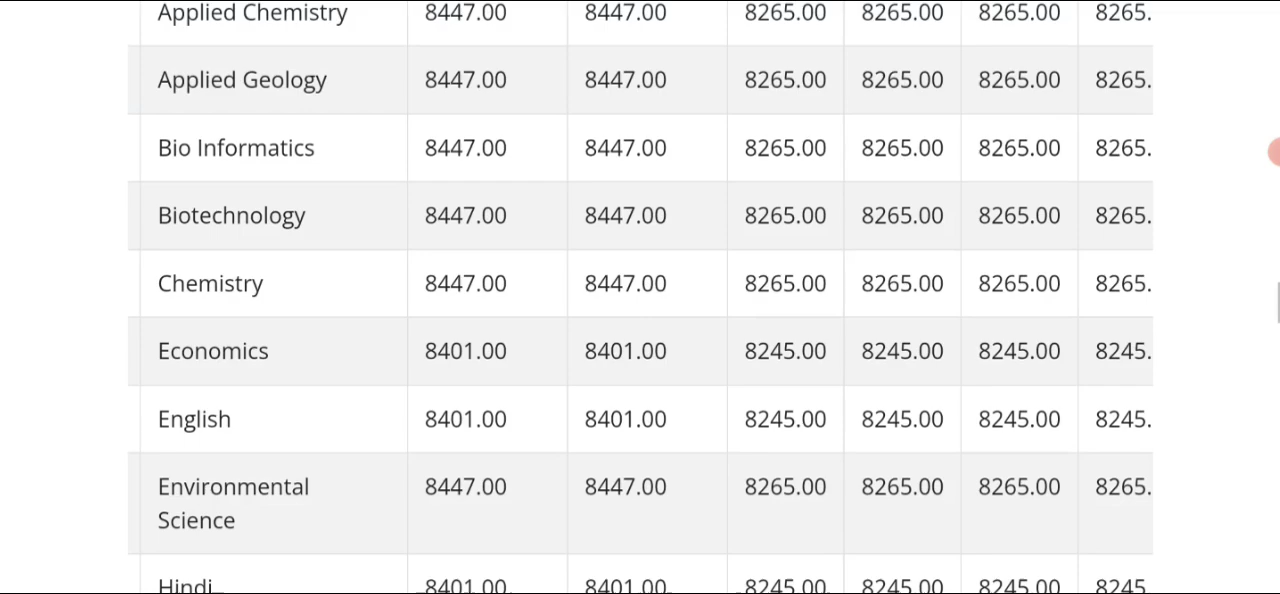 Applied Chemistry 8447.00 8447.00 8265.00 8265.00 8265.00 8265.
Applied Geology 8447.00 8447.00 8265.00 8265.00 8265.00 8265.
Bio Informatics 8447.00 8447.00 8265.00 8265.00 8265.00 8265.
Biotechnology 8447.00 8447.00 8265.00 8265.00 8265.00 8265.
Chemistry 8447.00 8447.00 8265.00 8265.00 8265.00 8265.
Economics 8401.00 8401.00 8245.00 8245.00 8245.00 8245.
English 8401.00 8401.00 8245.00 8245.00 8245.00 8245.
Environmental 8447.00 8447.00 8265.00 8265.00 8265.00 8265.
Science
Hindi 8401.00 8401.00 8245.00 8245.00 8245.00 8245